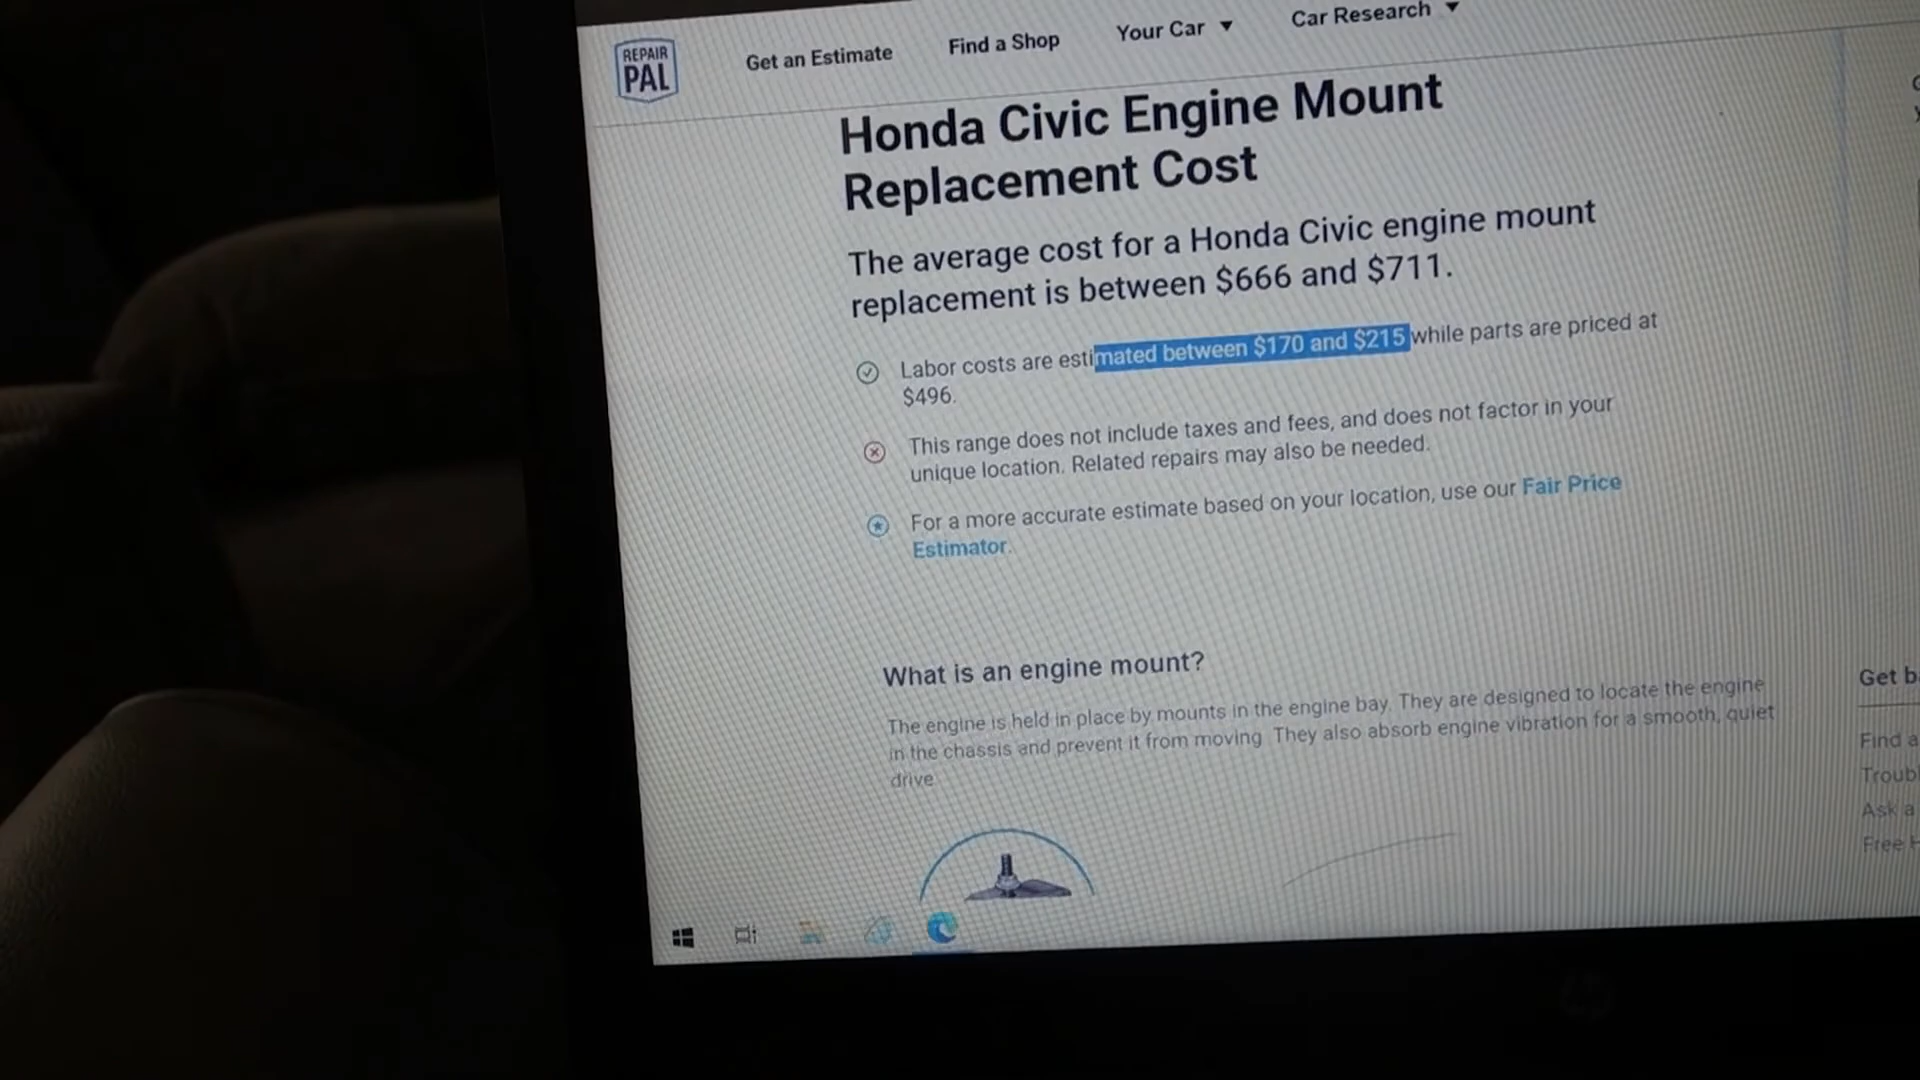 REPAIR
PAL
Get an Estimate
Find a Shop
Your Car
Car Research
Honda Civic Engine Mount
Replacement Cost
The average cost for a Honda Civic engine mount
replacement is between $666 and $711.
Labor costs are estimated between $170 and $215 while parts are priced at
$496.
This range does not include taxes and fees, and does not factor in your
unique location. Related repairs may also be needed.
For a more accurate estimate based on your location, use our Fair Price
Estimator.
What is an engine mount?
The engine is held in place by mounts in the engine bay. They are designed to locate the engine
in the chassis and prevent it from moving. They also absorb engine vibration for a smooth, quiet
drive
Get b
Find a
Troub
Ask a
Free